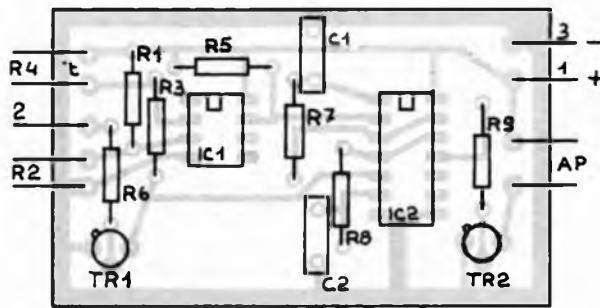 C1
3 -
R5
R1
R4
t
R3
1 +
2
R7
R9
IC1
R2
AP
R6
IC2
R8
TR1
C2
TR2